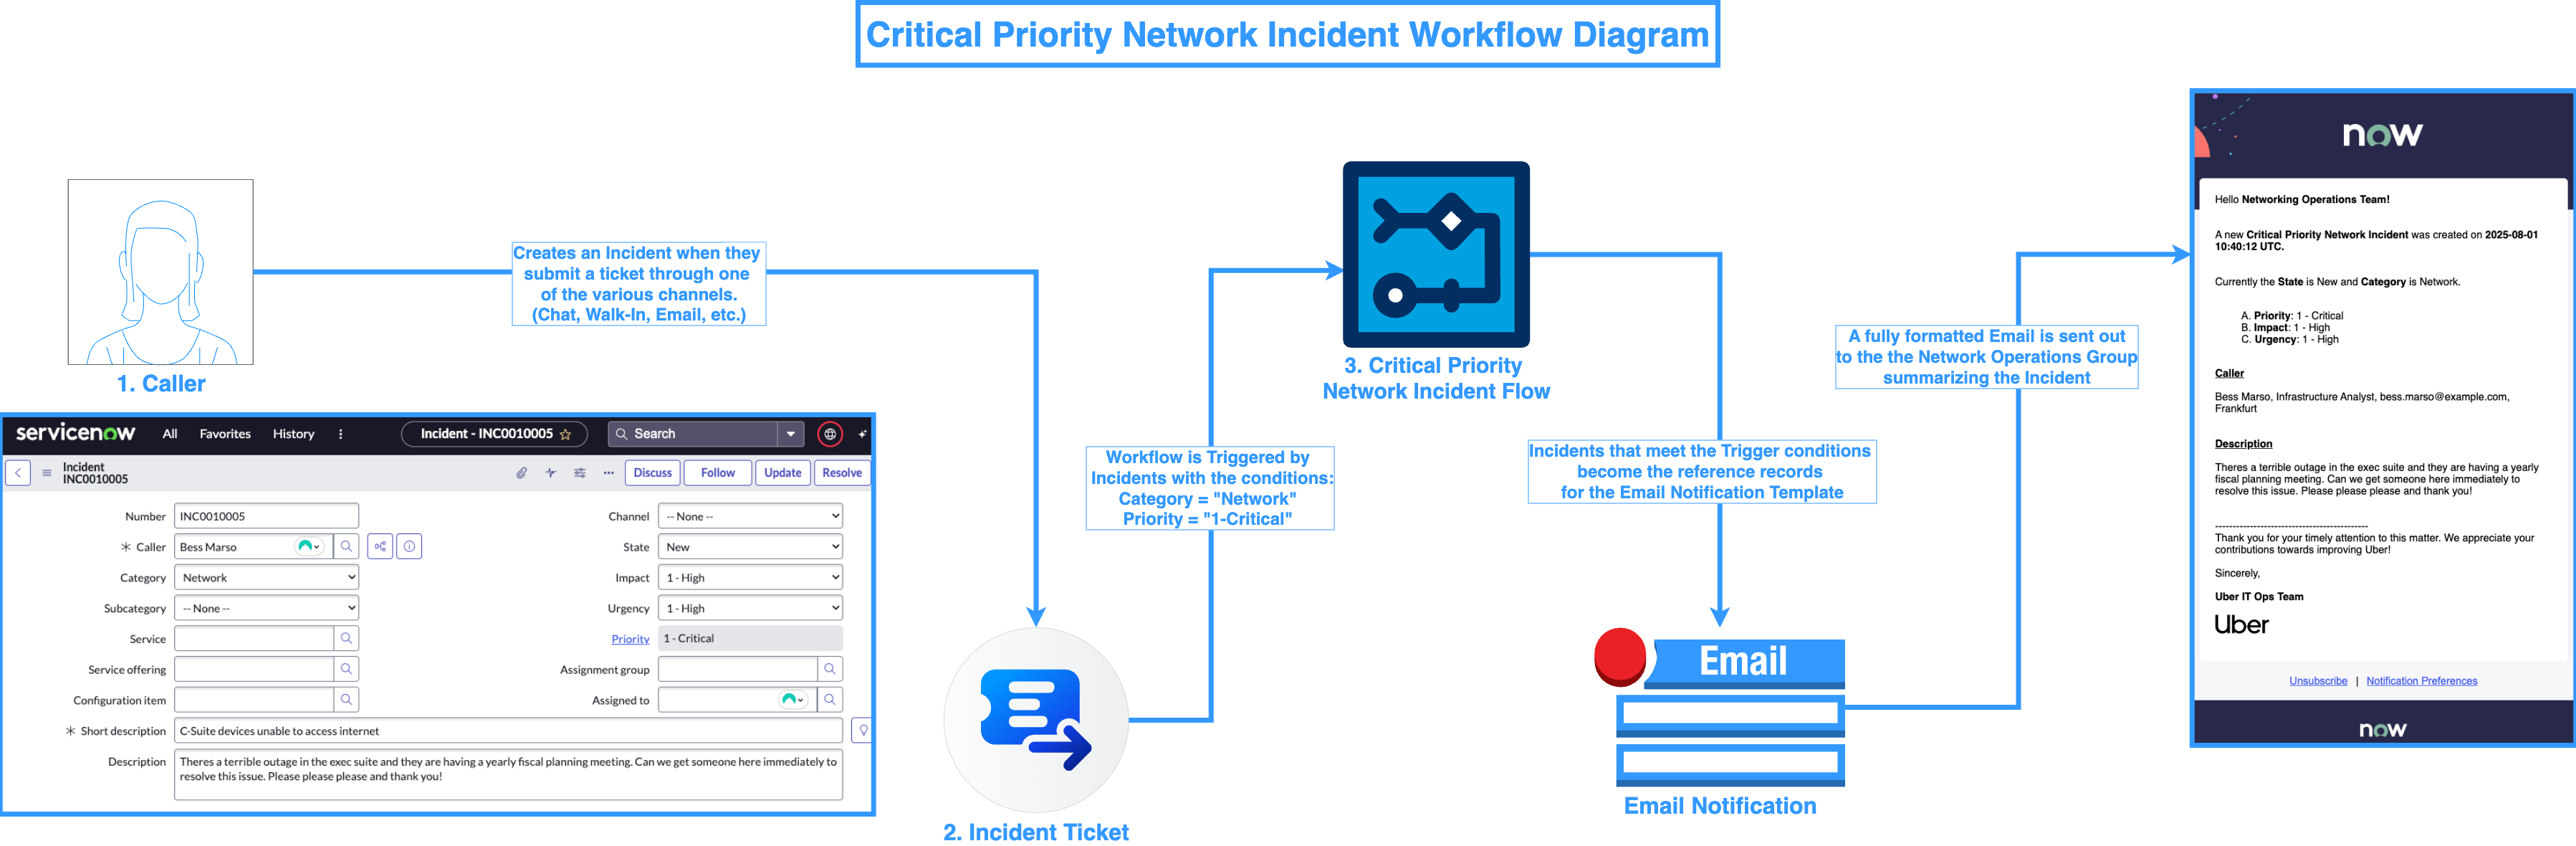 Critical Priority Network Incident Workflow Diagram
Creates an Incident when they
submit a ticket through one
of the various channels.
(Chat, Walk-In, Email, etc.)
1. Caller
servicenow
All
Favorites
History
Incident - INC0010005
Search
Incident
INC0010005
Discuss
Follow
Update
Resolve
Number
INC0010005
Channel
-- None --
Caller
Bess Marso
State
New
Category
Network
Impact
1 - High
Subcategory
-- None --
Urgency
1 - High
Service
Priority
1 - Critical
Service offering
Assignment group
Configuration item
Assigned to
Short description
C-Suite devices unable to access internet
Description
Theres a terrible outage in the exec suite and they are having a yearly fiscal planning meeting. Can we get someone here immediately to
resolve this issue. Please please please and thank you!
2. Incident Ticket
Workflow is Triggered by
Incidents with the conditions:
Category = "Network"
Priority = "1-Critical"
3. Critical Priority
Network Incident Flow
Incidents that meet the Trigger conditions
become the reference records
for the Email Notification Template
Email
Email Notification
A fully formatted Email is sent out
to the the Network Operations Group
summarizing the Incident
now
Hello Networking Operations Team!
A new Critical Priority Network Incident was created on 2025-08-01
10:40:12 UTC.
Currently the State is New and Category is Network.
A. Priority: 1 - Critical
B. Impact: 1 - High
C. Urgency: 1 - High
Caller
Bess Marso, Infrastructure Analyst, bess.marso@example.com,
Frankfurt
Description
Theres a terrible outage in the exec suite and they are having a yearly
fiscal planning meeting. Can we get someone here immediately to
resolve this issue. Please please please and thank you!
--------------------------------------------
Thank you for your timely attention to this matter. We appreciate your
contributions towards improving Uber!
Sincerely,
Uber IT Ops Team
Uber
Unsubscribe | Notification Preferences
now